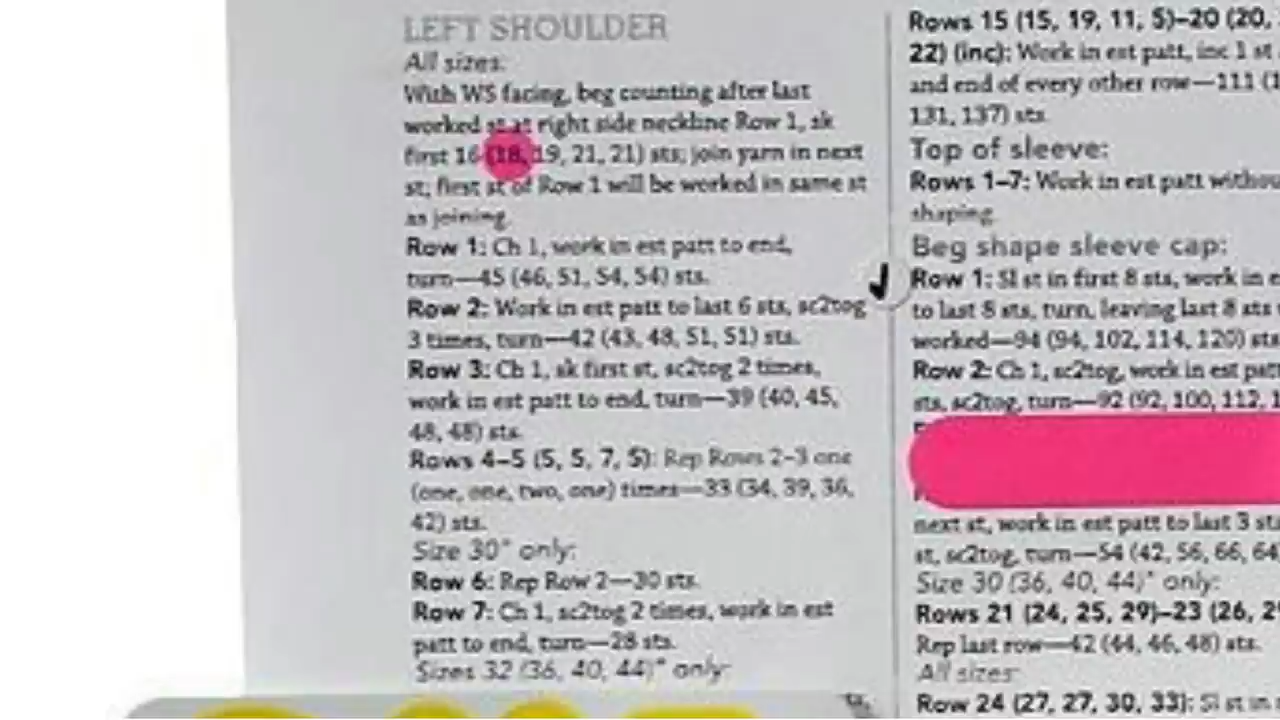 LEFT SHOULDER
All sizes:
With WS facing, beg counting after last
worked st at right side neckline Row 1, sk
first 16 (18, 19, 21, 21) sts; join yarn in next
st; first st of Row 1 will be worked in same st
as joining.
Row 1: Ch 1, work in est patt to end,
turn—45 (46, 51, 54, 54) sts.
Row 2: Work in est patt to last 6 sts, sc2tog
3 times, turn—42 (43, 48, 51, 51) sts.
Row 3: Ch 1, sk first st, sc2tog 2 times,
work in est patt to end, turn—39 (40, 45,
48, 48) sts.
Rows 4–5 (5, 5, 7, 5): Rep Rows 2–3 one
(one, one, two, one) times—33 (34, 39, 36,
42) sts.
Size 30" only:
Row 6: Rep Row 2—30 sts.
Row 7: Ch 1, sc2tog 2 times, work in est
patt to end, turn—28 sts.
Sizes 32 (36, 40, 44)" only:
Rows 15 (15, 19, 11, 5)–20 (20,
22) (inc): Work in est patt, inc 1 st
and end of every other row—111 (1
131, 137) sts.
Top of sleeve:
Rows 1–7: Work in est patt withou
shaping.
Beg shape sleeve cap:
Row 1: Sl st in first 8 sts, work in e
to last 8 sts, turn, leaving last 8 sts
worked—94 (94, 102, 114, 120) sts
Row 2: Ch 1, sc2tog, work in est patt
sts, sc2tog, turn—92 (92, 100, 112, 1
next st, work in est patt to last 3 sts
st, sc2tog, turn—54 (42, 56, 66, 64
Size 30 (36, 40, 44)" only:
Rows 21 (24, 25, 29)–23 (26, 2
Rep last row—42 (44, 46, 48) sts.
All sizes:
Row 24 (27, 27, 30, 33): Sl st in